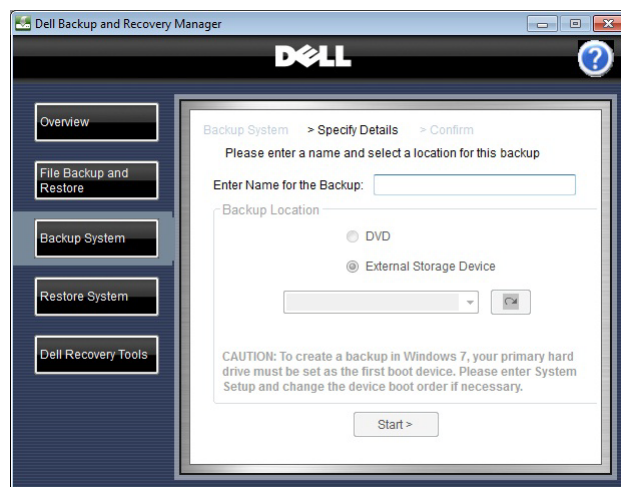 Dell Backup and Recovery Manager
DELL
?
Overview
File Backup and
Restore
Backup System
Restore System
Dell Recovery Tools
Backup System > Specify Details > Confirm
Please enter a name and select a location for this backup
Enter Name for the Backup:
Backup Location
DVD
External Storage Device
CAUTION: To create a backup in Windows 7, your primary hard
drive must be set as the first boot device. Please enter System
Setup and change the device boot order if necessary.
Start >